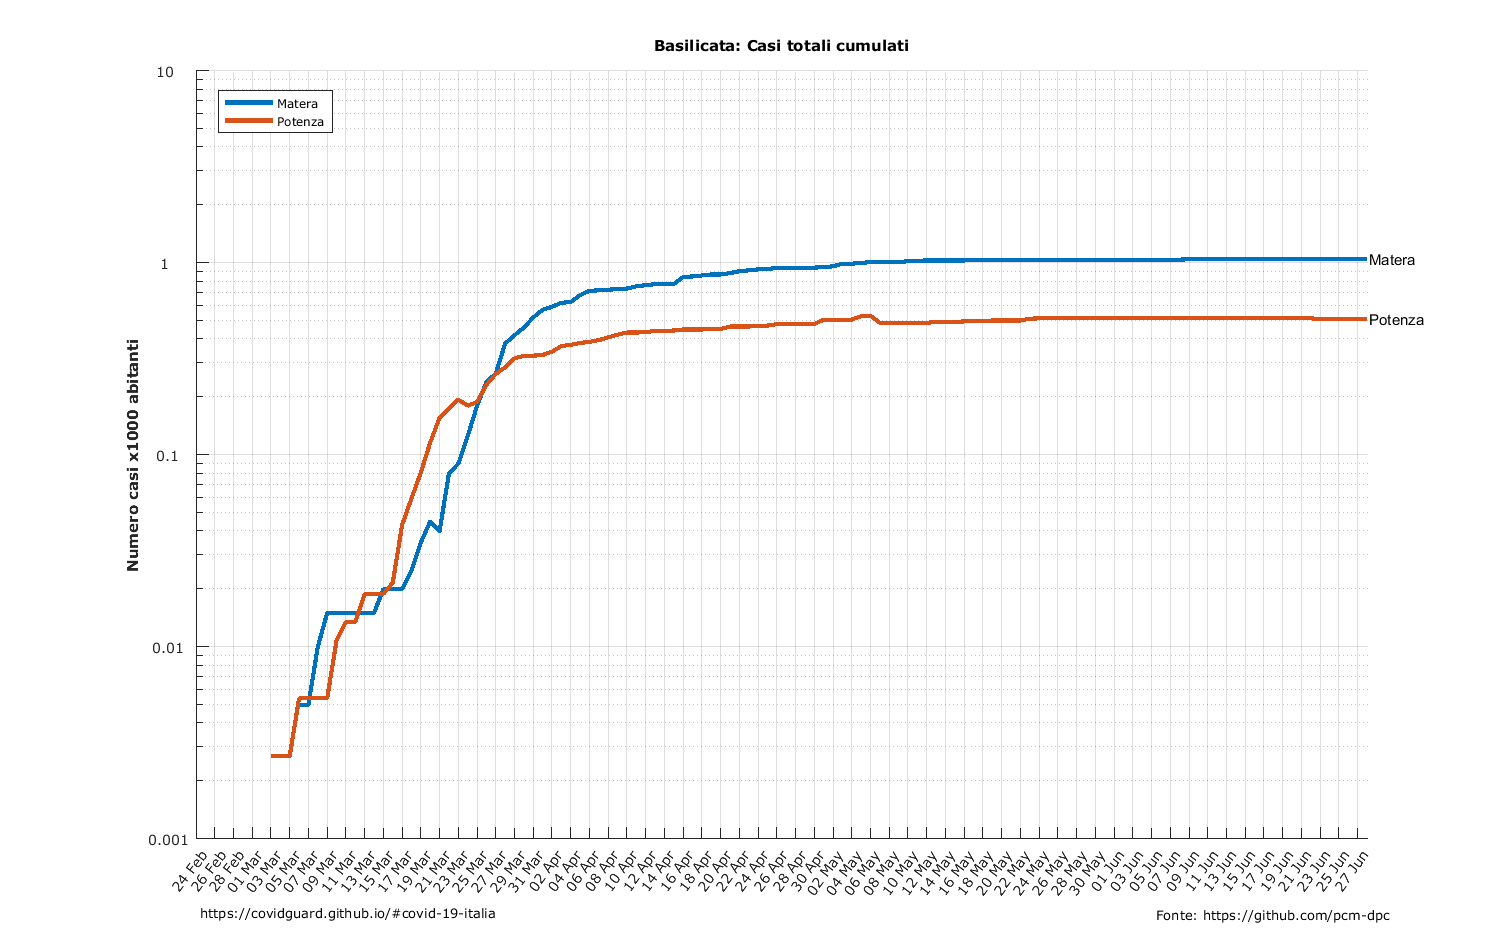 Basilicata: Casi totali cumulati
10
1
0.1
0.01
0.001
Numero casi x1000 abitanti
Matera
Potenza
Matera
Potenza
24 Feb
26 Feb
28 Feb
01 Mar
03 Mar
05 Mar
07 Mar
09 Mar
11 Mar
13 Mar
15 Mar
17 Mar
19 Mar
21 Mar
23 Mar
25 Mar
27 Mar
29 Mar
31 Mar
02 Apr
04 Apr
06 Apr
08 Apr
10 Apr
12 Apr
14 Apr
16 Apr
18 Apr
20 Apr
22 Apr
24 Apr
26 Apr
28 Apr
30 Apr
02 May
04 May
06 May
08 May
10 May
12 May
14 May
16 May
18 May
20 May
22 May
24 May
26 May
28 May
30 May
01 Jun
03 Jun
05 Jun
07 Jun
09 Jun
11 Jun
13 Jun
15 Jun
17 Jun
19 Jun
21 Jun
23 Jun
25 Jun
27 Jun
https://covidguard.github.io/#covid-19-italia
Fonte: https://github.com/pcm-dpc